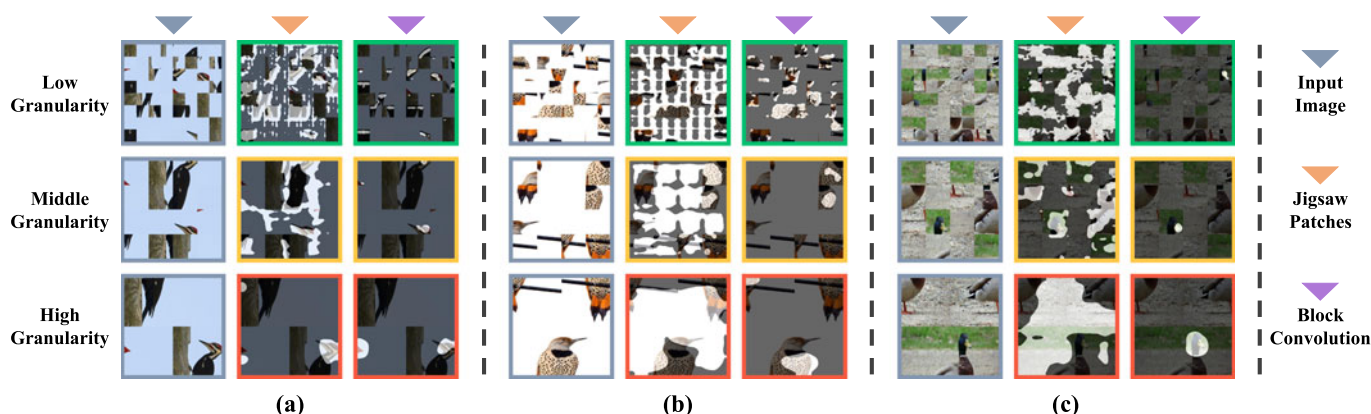 Low
Granularity
Middle
Granularity
High
Granularity
Input
Image
Jigsaw
Patches
Block
Convolution
(a)
(b)
(c)